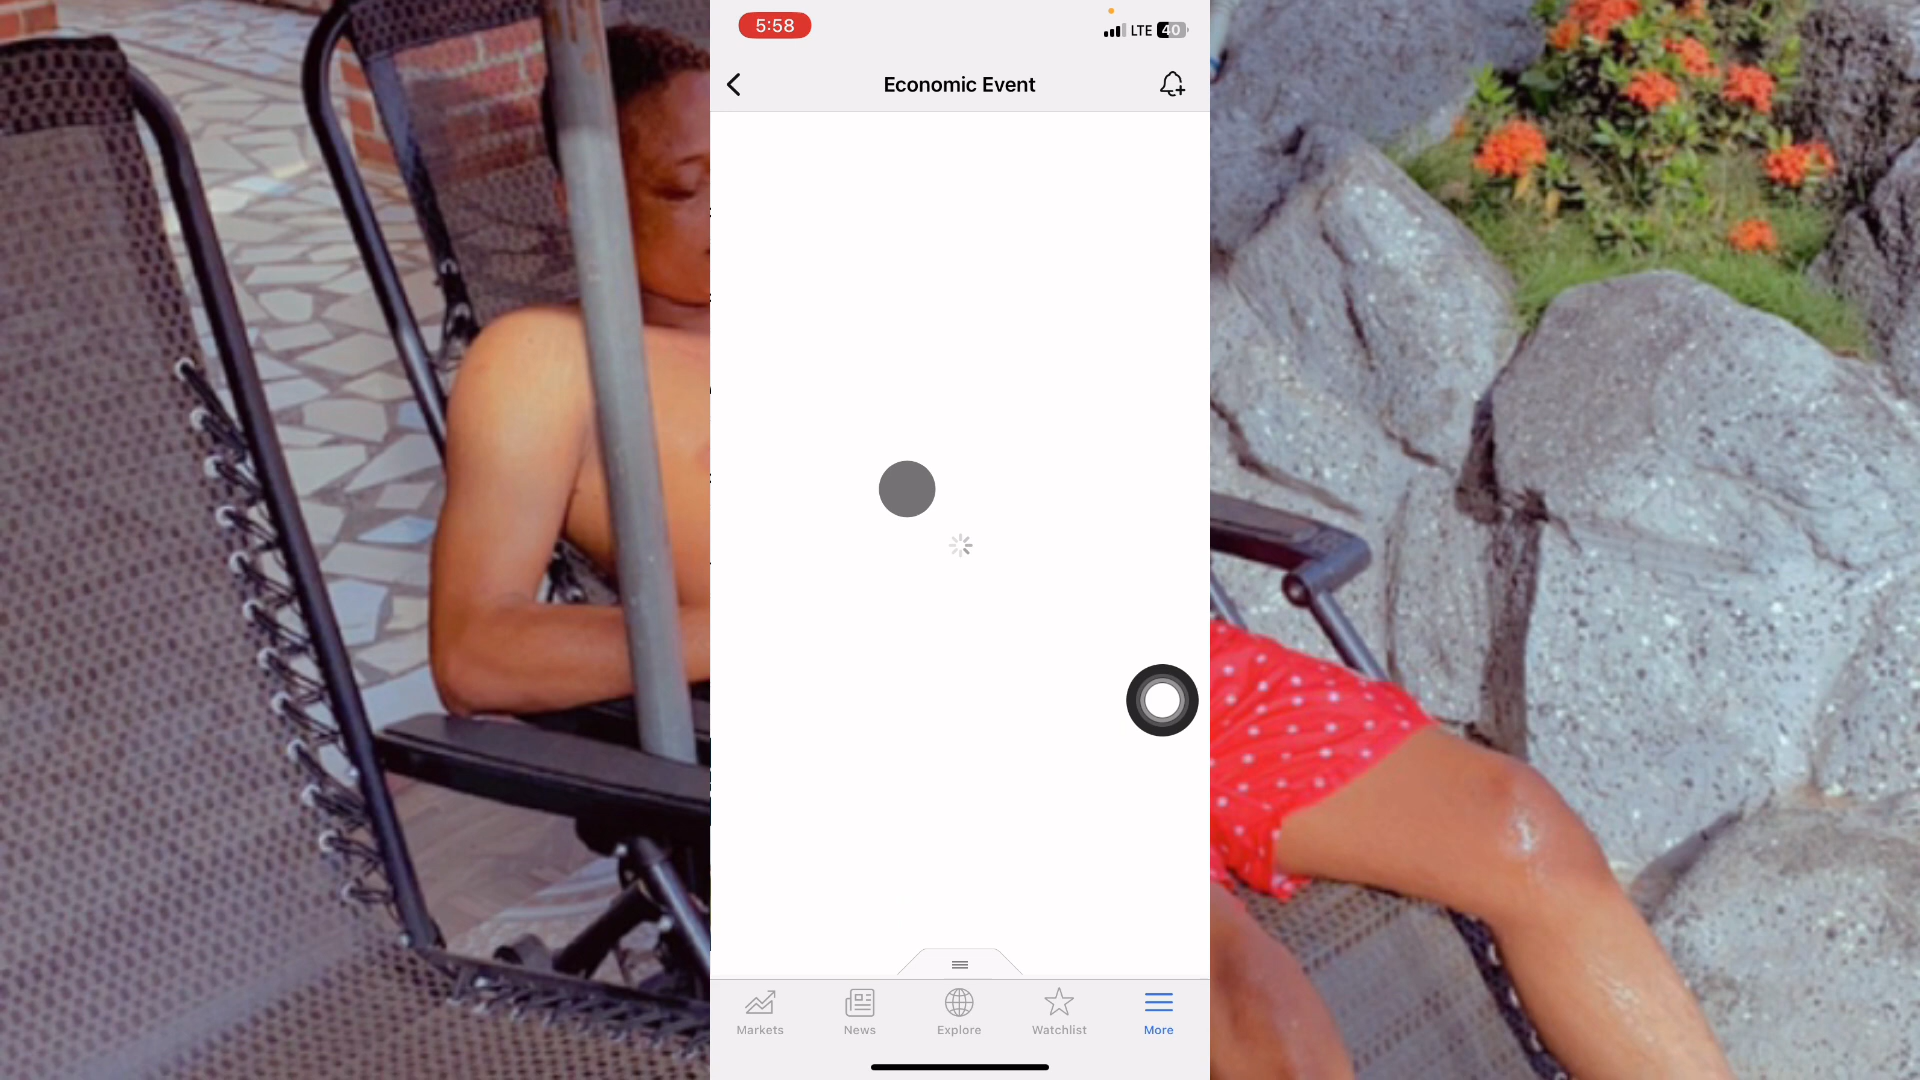 5:58
LTE 40
Economic Event
Markets
News
Explore
Watchlist
More